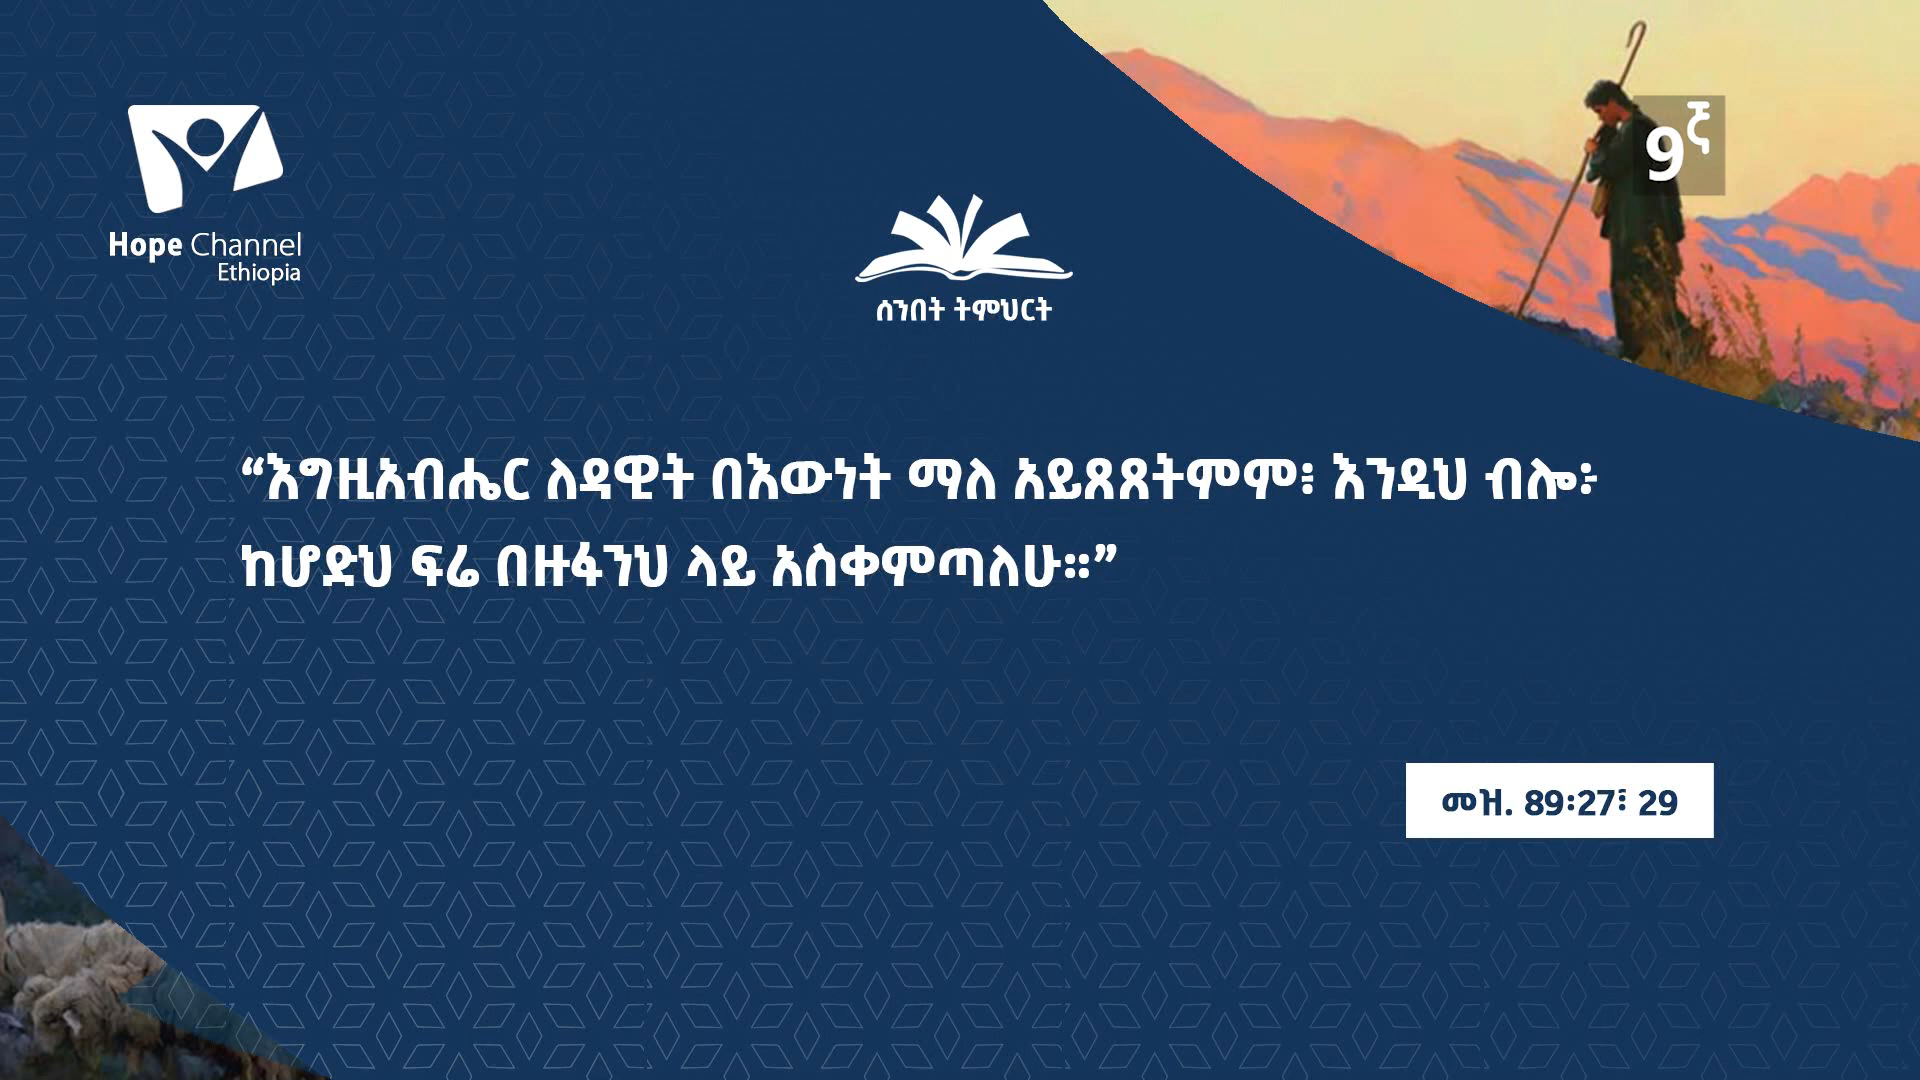 Hope Channel
Ethiopia
9ኛ
ሰንበት ትምህርት
“እግዚአብሔር ለዳዊት በእውነት ማለ አይጸጸትምም፤ እንዲህ ብሎ፦
ከሆድህ ፍሬ በዙፋንህ ላይ አስቀምጣለሁ።”
መዝ. 89፡27፤ 29